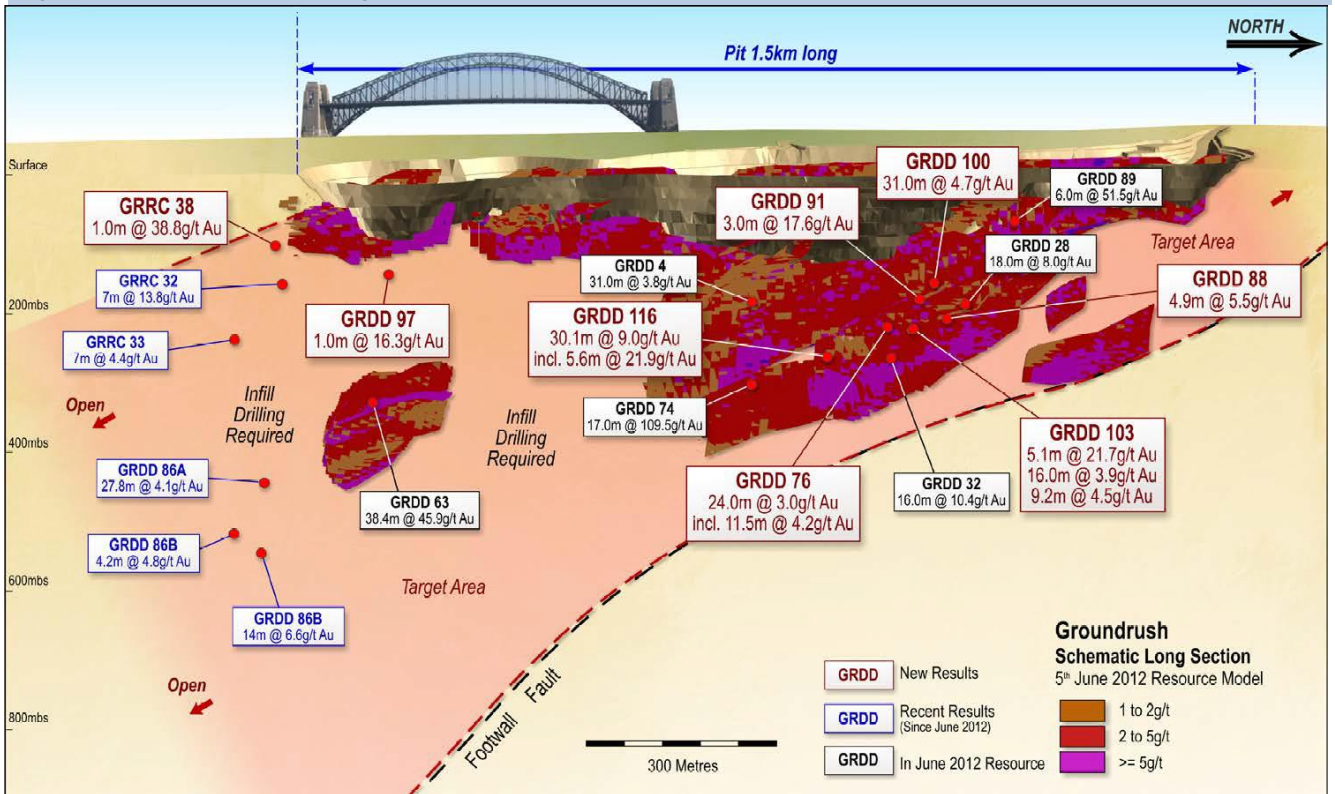 NORTH
Pit 1.5km long
Surface
200mbs
400mbs
600mbs
800mbs
GRRC 38
1.0m @ 38.8g/t Au
GRRC 32
7m @ 13.8g/t Au
GRRC 33
7m @ 4.4g/t Au
Open
Infill
Drilling
Required
GRDD 86A
27.8m @ 4.1g/t Au
GRDD 86B
4.2m @ 4.8g/t Au
GRDD 86B
14m @ 6.6g/t Au
Open
GRDD 97
1.0m @ 16.3g/t Au
GRDD 63
38.4m @ 45.9g/t Au
Infill
Drilling
Required
Target Area
GRDD 4
31.0m @ 3.8g/t Au
GRDD 116
30.1m @ 9.0g/t Au
incl. 5.6m @ 21.9g/t Au
GRDD 74
17.0m @ 109.5g/t Au
GRDD 91
3.0m @ 17.6g/t Au
GRDD 100
31.0m @ 4.7g/t Au
GRDD 89
6.0m @ 51.5g/t Au
GRDD 28
18.0m @ 8.0g/t Au
Target Area
GRDD 88
4.9m @ 5.5g/t Au
GRDD 76
24.0m @ 3.0g/t Au
incl. 11.5m @ 4.2g/t Au
GRDD 32
16.0m @ 10.4g/t Au
GRDD 103
5.1m @ 21.7g/t Au
16.0m @ 3.9g/t Au
9.2m @ 4.5g/t Au
Footwall Fault
300 Metres
GRDD New Results
GRDD Recent Results
(Since June 2012)
GRDD In June 2012 Resource
Groundrush
Schematic Long Section
5th June 2012 Resource Model
1 to 2g/t
2 to 5g/t
>= 5g/t